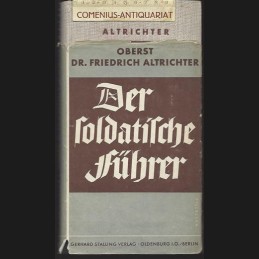 COMENIUS-ANTIQUARIAT
ALTRICHTER
OBERST
DR. FRIEDRICH ALTRICHTER
Der
soldatische
Führer
GERHARD STALLING VERLAG · OLDENBURG i.O. · BERLIN